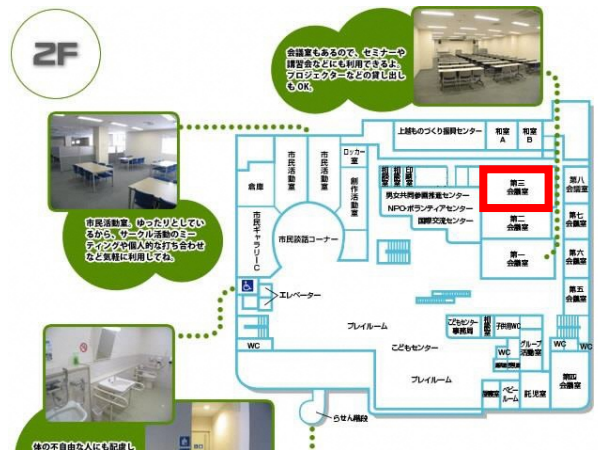 2F
会議室もあるので、セミナーや
講習会などにも利用できるよ。
プロジェクターなどの貸し出し
もOK。
上越ものづくり振興センター
和室
A
和室
B
ロッカー
室
市民活動室
市民活動室
創作活動室
倉庫
相談室
相談室
印刷室
第三
会議室
第八
会議室
男女共同参画推進センター
NPO・ボランティアセンター
国際交流センター
第二
会議室
第七
会議室
市民活動室。ゆったりとしてい
るから、サークル活動のミー
ティングや個人的な打ち合わせ
など気軽に利用してね。
市民ギャラリーC
市民談話コーナー
第一
会議室
第六
会議室
エレベーター
第五
会議室
プレイルーム
こどもセンター
事務局
相談室
子供用WC
WC
こどもセンター
WC
グループ
活動室
WC
プレイルーム
第四
会議室
ベビー
ルーム
託児室
らせん階段
体の不自由な人にも配慮し